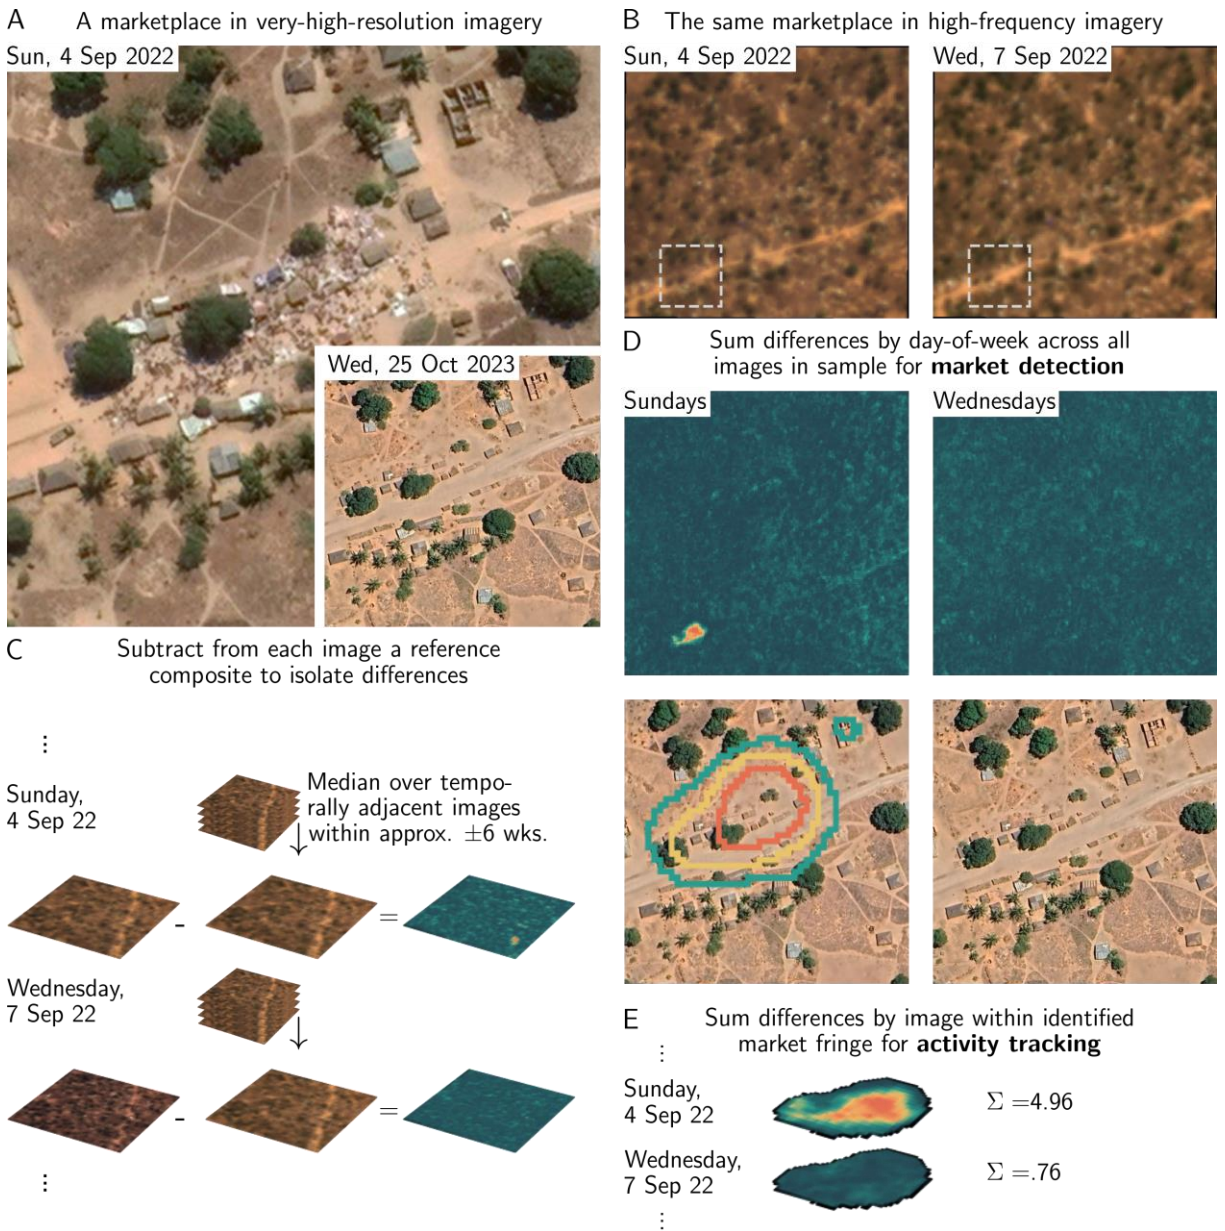 A
A marketplace in very-high-resolution imagery
Sun, 4 Sep 2022
Wed, 25 Oct 2023
B
The same marketplace in high-frequency imagery
Sun, 4 Sep 2022
Wed, 7 Sep 2022
C
Subtract from each image a reference
composite to isolate differences
⋮
Sunday,
4 Sep 22
Median over tempo-
rally adjacent images
within approx. ±6 wks.
- =
Wednesday,
7 Sep 22
- =
⋮
D
Sum differences by day-of-week across all
images in sample for market detection
Sundays
Wednesdays
E
Sum differences by image within identified
market fringe for activity tracking
⋮
Sunday,
4 Sep 22
Σ =4.96
Wednesday,
7 Sep 22
Σ =.76
⋮